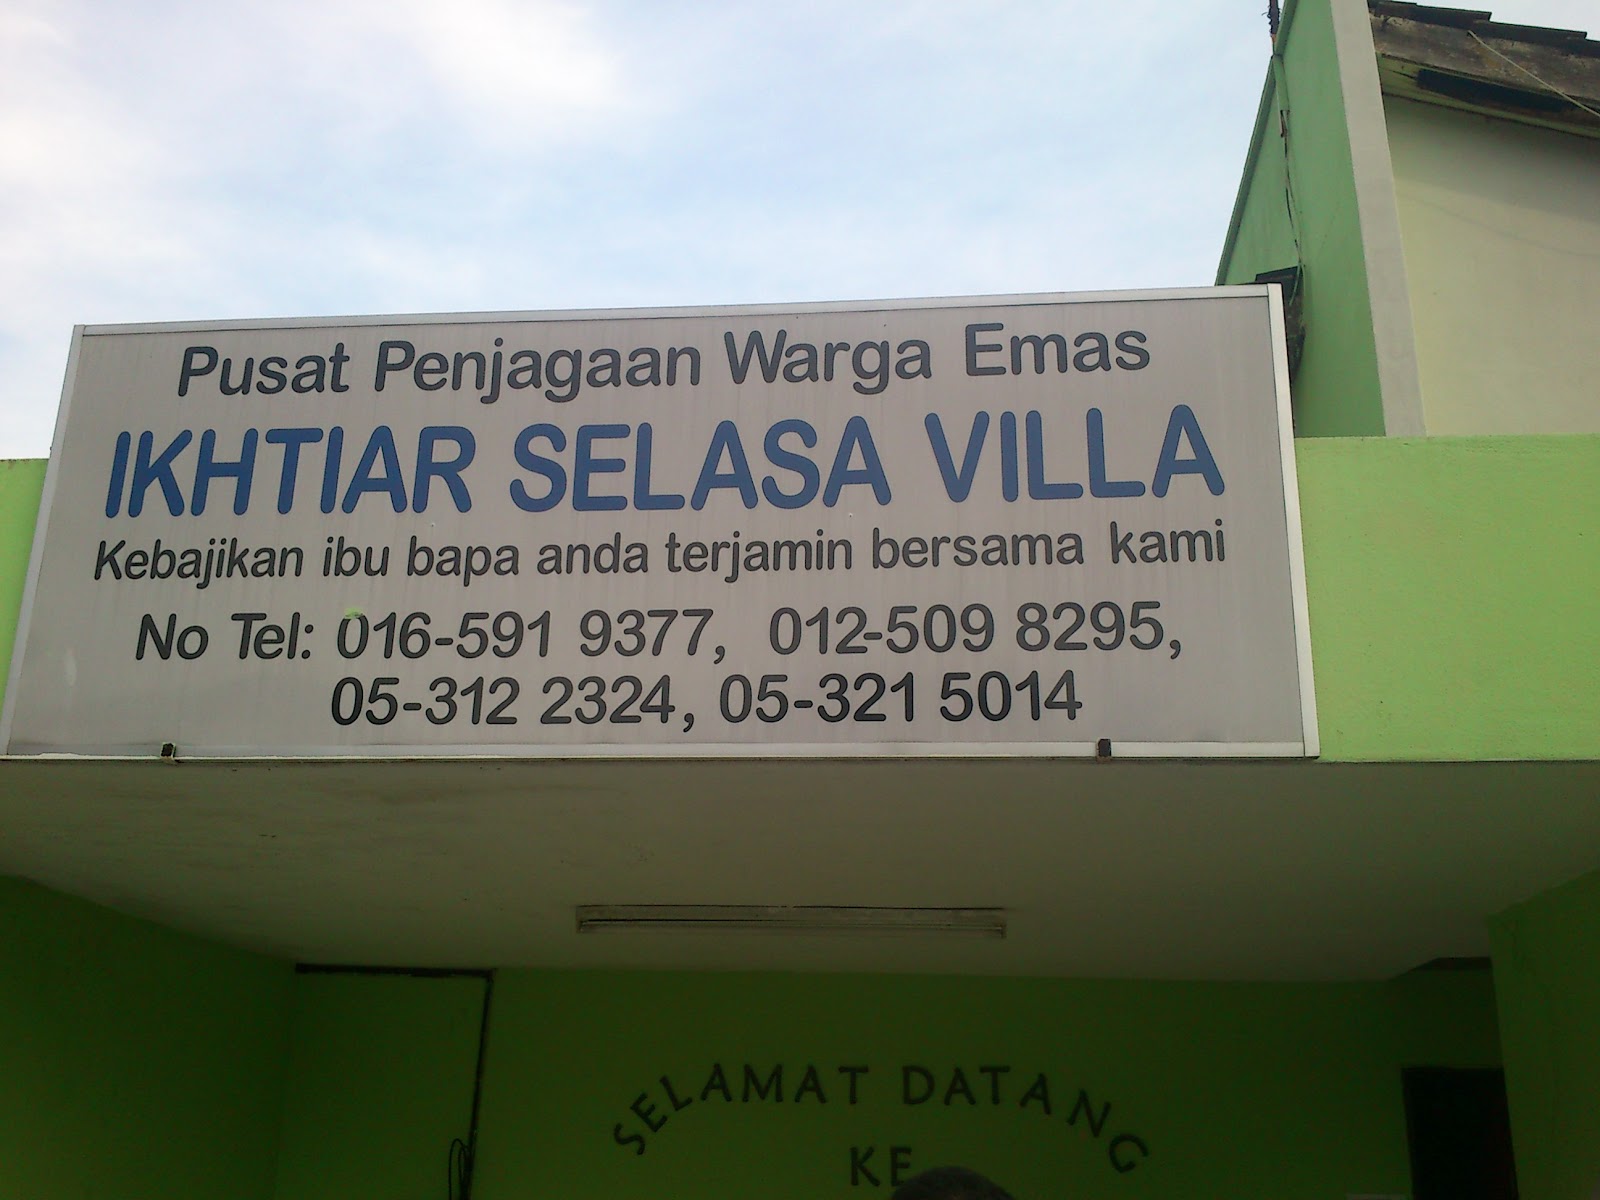 Pusat Penjagaan Warga Emas
IKHTIAR SELASA VILLA
Kebajikan ibu bapa anda terjamin bersama kami
No Tel: 016-591 9377, 012-509 8295,
05-312 2324, 05-321 5014
SELAMAT DATANG
KE